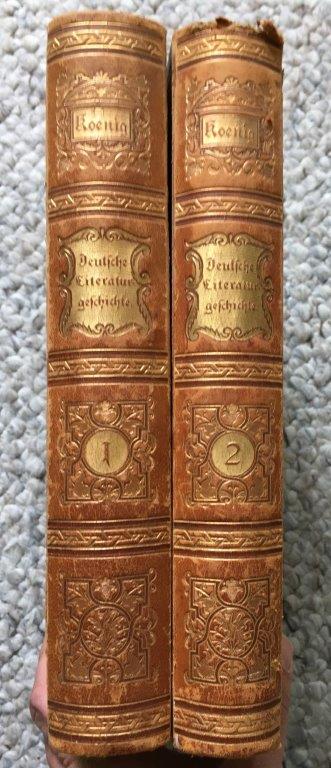 Koenig
Deutsche
Literatur
geschichte.
1
Koenig
Deutsche
Literatur
geschichte.
2